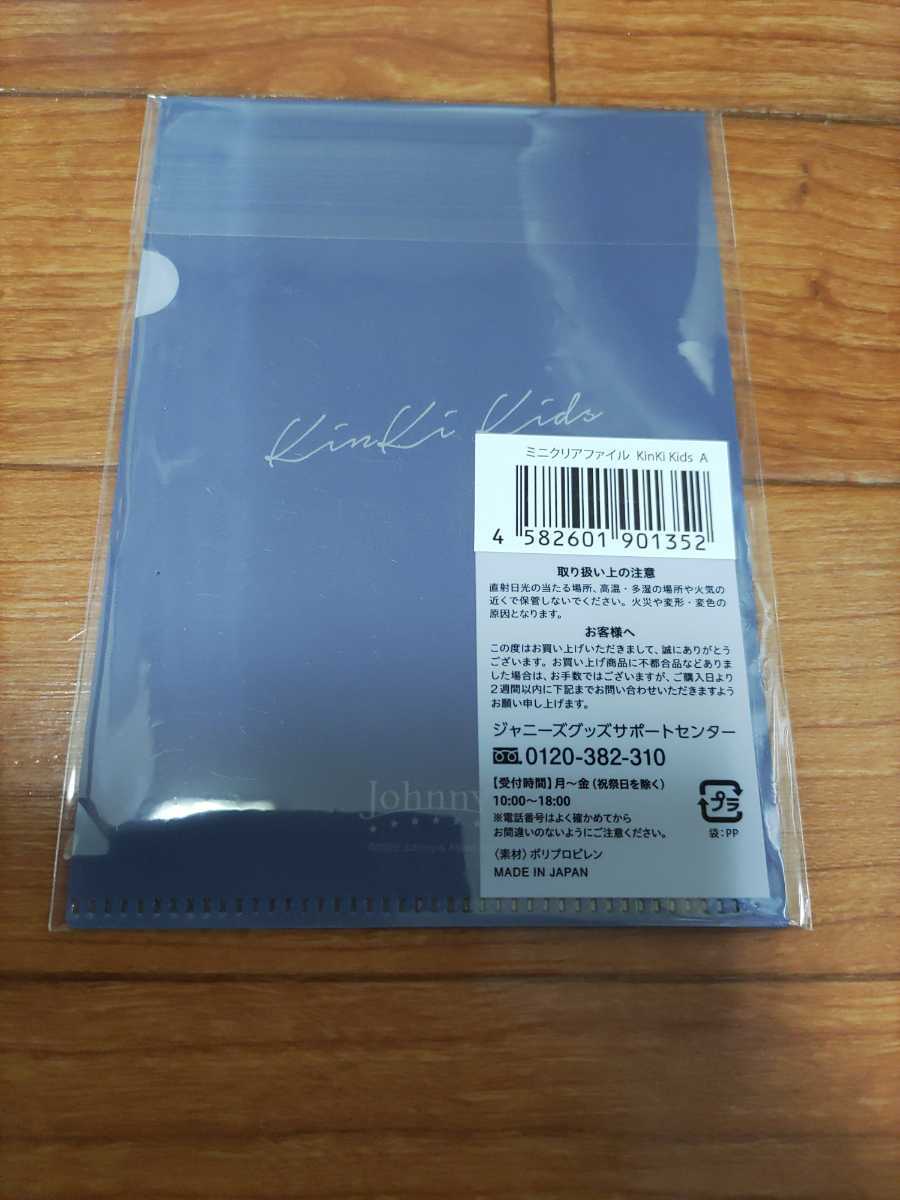 KinKi Kids
ミニクリアファイル KinKi Kids A
4 582601 901352
取り扱い上の注意
直射日光の当たる場所、高温・多湿の場所や火気の
近くで保管しないでください。火災や変形・変色の
原因となります。
お客様へ
この度はお買い上げいただきまして、誠にありがとう
ございます。お買い上げ商品に不都合品などありま
した場合は、お手数ではございますが、ご購入日より
2週間以内に下記までお問い合わせいただきますよう
お願い申し上げます。
ジャニーズグッズサポートセンター
0120-382-310
【受付時間】月〜金（祝祭日を除く）
10:00〜18:00
※電話番号はよく確かめてから
お間違いのないようにご注意ください。
プラ
袋：PP
〈素材〉ポリプロピレン
MADE IN JAPAN
Johnny